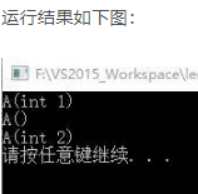 运行结果如下图：
F:\VS2015_Workspace\le
A(int 1)
A()
A(int 2)
请按任意键继续. . .